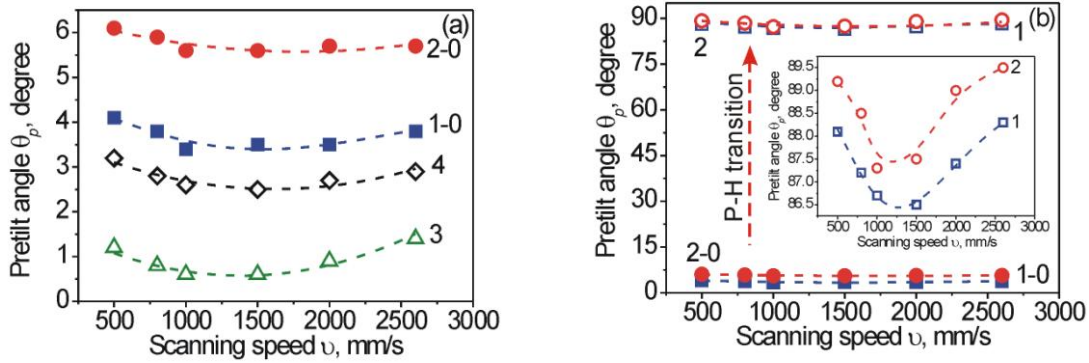 (a)
Pretilt angle θp, degree
6
5
4
3
2
1
0
2-0
1-0
4
3
500 1000 1500 2000 2500 3000
Scanning speed υ, mm/s
(b)
Pretilt angle θp, degree
90
75
60
45
30
15
0
2
1
P-H transition
2-0
1-0
500 1000 1500 2000 2500 3000
Scanning speed υ, mm/s
Pretilt angle θp, degree
89.5
89.0
88.5
88.0
87.5
87.0
86.5
2
1
500 1000 1500 2000 2500 3000
Scanning speed υ, mm/s